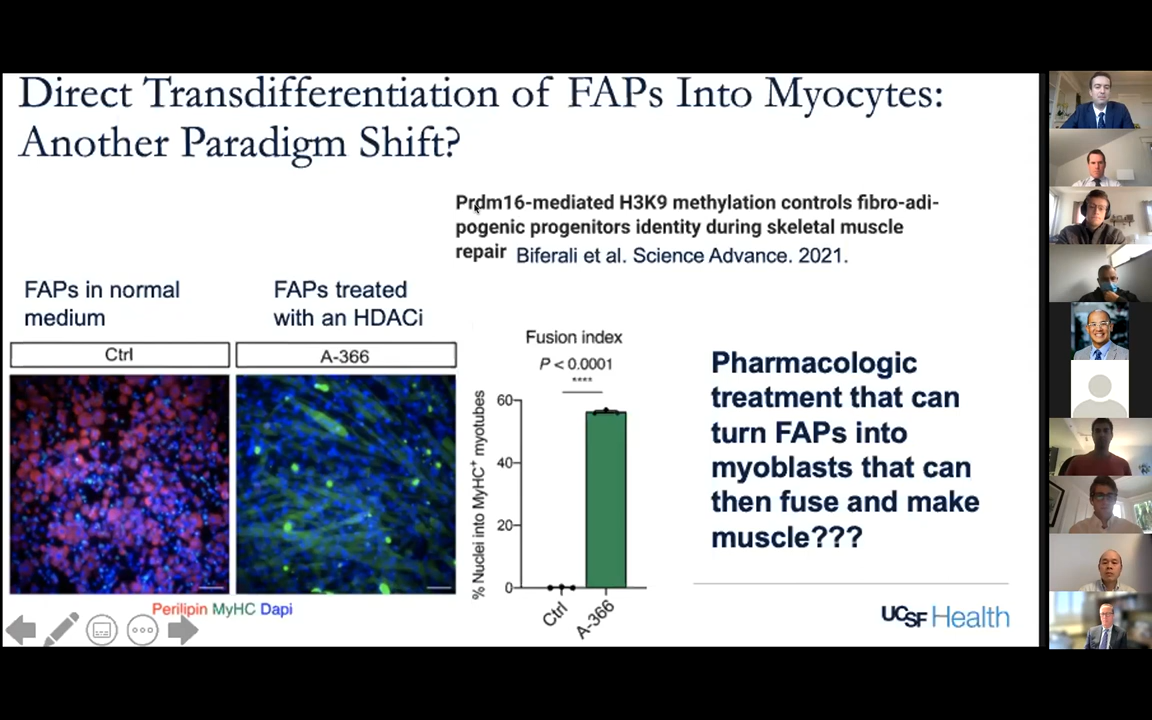 Direct Transdifferentiation of FAPs Into Myocytes:
Another Paradigm Shift?
Prdm16-mediated H3K9 methylation controls fibro-adi-
pogenic progenitors identity during skeletal muscle
repair Biferali et al. Science Advance. 2021.
FAPs in normal
medium
FAPs treated
with an HDACi
Ctrl
A-366
Perilipin MyHC Dapi
Fusion index
P < 0.0001
****
% Nuclei into MyHC⁺ myotubes
60
40
20
0
Ctrl
A-366
Pharmacologic
treatment that can
turn FAPs into
myoblasts that can
then fuse and make
muscle???
UCSF Health